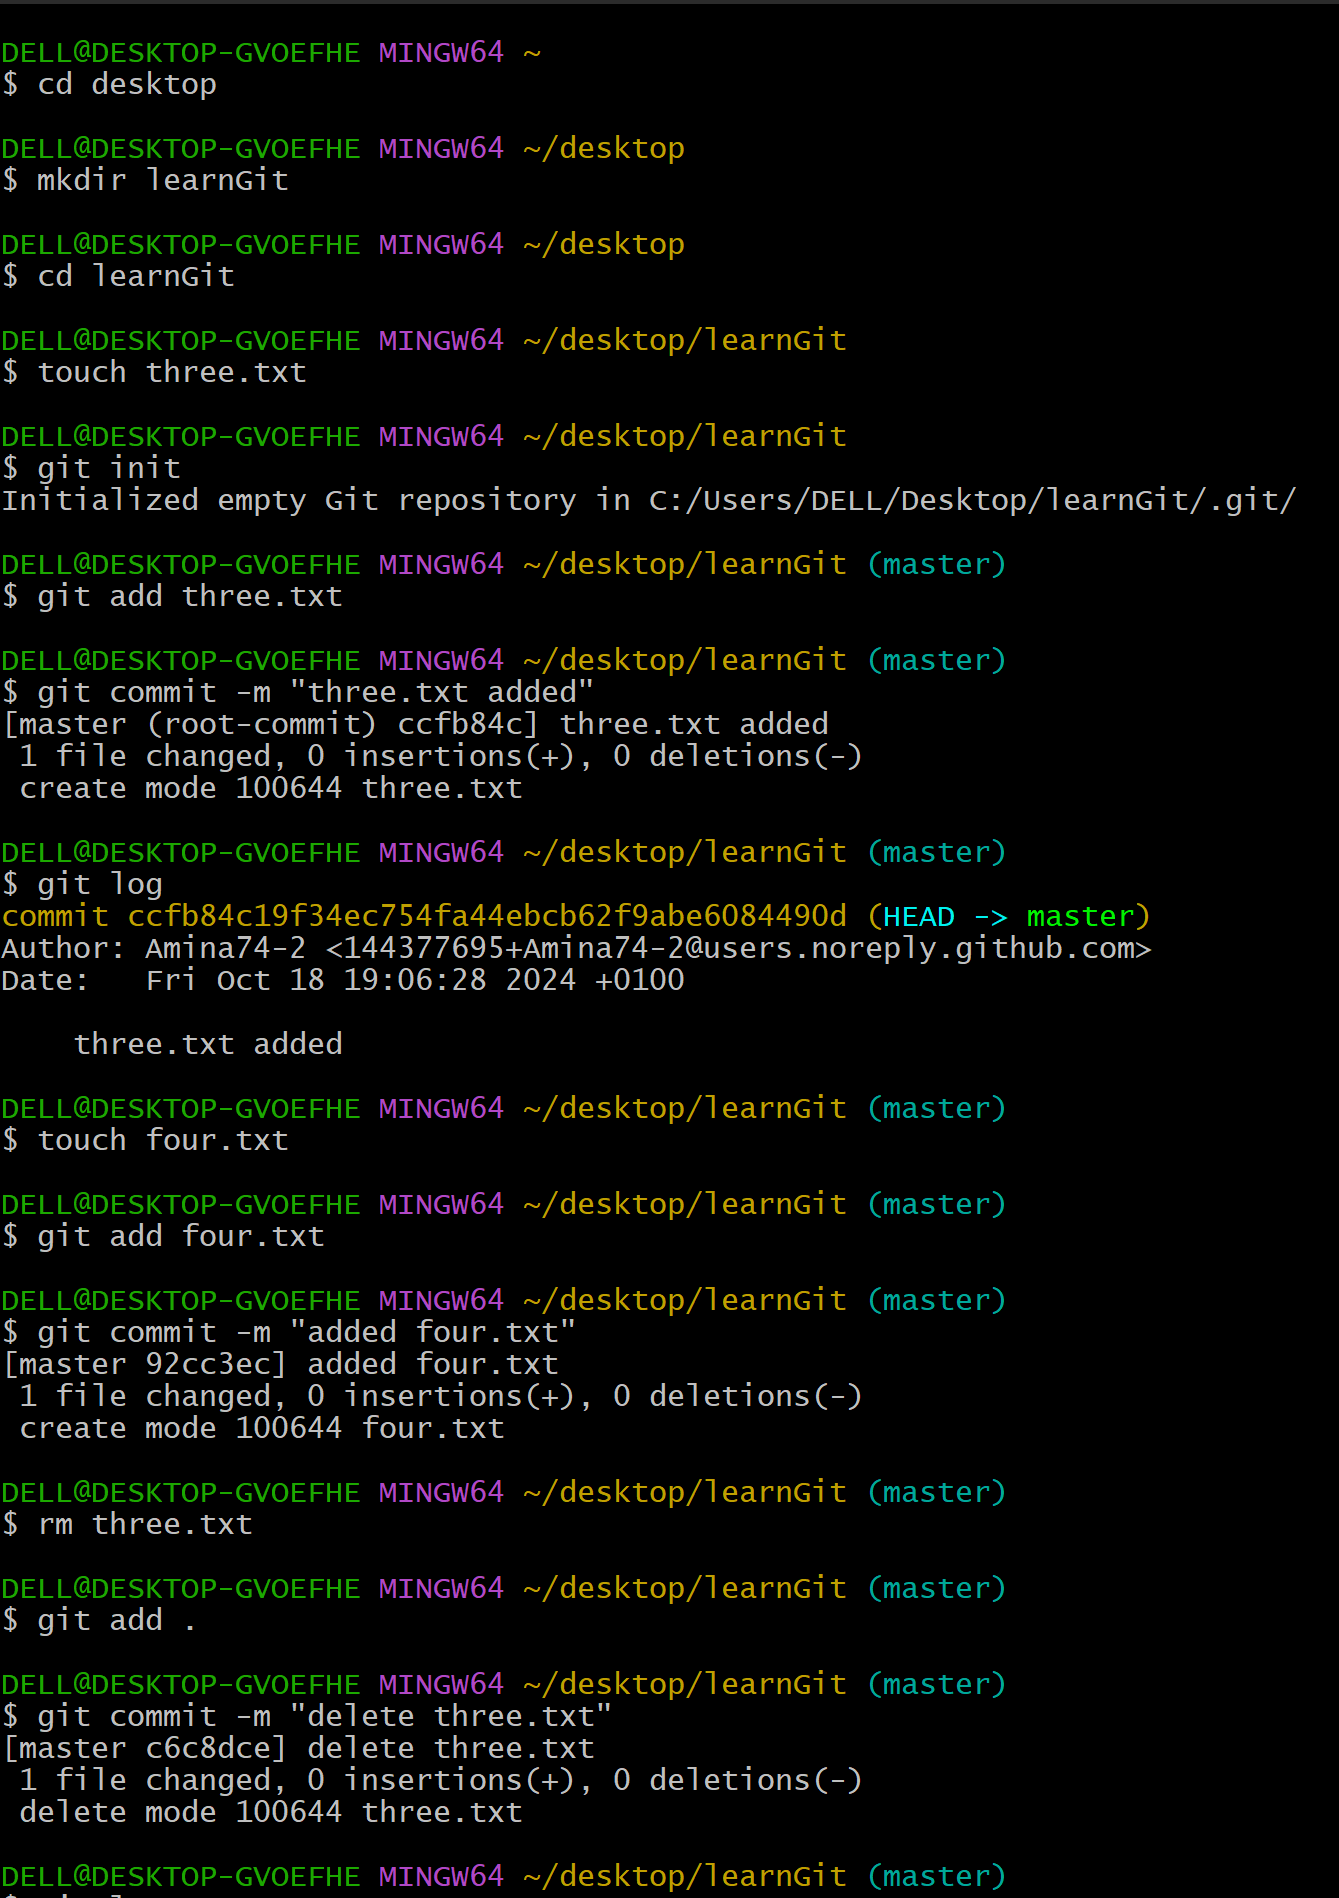 DELL@DESKTOP-GVOEFHE MINGW64 ~
$ cd desktop
DELL@DESKTOP-GVOEFHE MINGW64 ~/desktop
$ mkdir learnGit
DELL@DESKTOP-GVOEFHE MINGW64 ~/desktop
$ cd learnGit
DELL@DESKTOP-GVOEFHE MINGW64 ~/desktop/learnGit
$ touch three.txt
DELL@DESKTOP-GVOEFHE MINGW64 ~/desktop/learnGit
$ git init
Initialized empty Git repository in C:/Users/DELL/Desktop/learnGit/.git/
DELL@DESKTOP-GVOEFHE MINGW64 ~/desktop/learnGit (master)
$ git add three.txt
DELL@DESKTOP-GVOEFHE MINGW64 ~/desktop/learnGit (master)
$ git commit -m "three.txt added"
[master (root-commit) ccfb84c] three.txt added
 1 file changed, 0 insertions(+), 0 deletions(-)
 create mode 100644 three.txt
DELL@DESKTOP-GVOEFHE MINGW64 ~/desktop/learnGit (master)
$ git log
commit ccfb84c19f34ec754fa44ebcb62f9abe6084490d (HEAD -> master)
Author: Amina74-2 <144377695+Amina74-2@users.noreply.github.com>
Date:   Fri Oct 18 19:06:28 2024 +0100
    three.txt added
DELL@DESKTOP-GVOEFHE MINGW64 ~/desktop/learnGit (master)
$ touch four.txt
DELL@DESKTOP-GVOEFHE MINGW64 ~/desktop/learnGit (master)
$ git add four.txt
DELL@DESKTOP-GVOEFHE MINGW64 ~/desktop/learnGit (master)
$ git commit -m "added four.txt"
[master 92cc3ec] added four.txt
 1 file changed, 0 insertions(+), 0 deletions(-)
 create mode 100644 four.txt
DELL@DESKTOP-GVOEFHE MINGW64 ~/desktop/learnGit (master)
$ rm three.txt
DELL@DESKTOP-GVOEFHE MINGW64 ~/desktop/learnGit (master)
$ git add .
DELL@DESKTOP-GVOEFHE MINGW64 ~/desktop/learnGit (master)
$ git commit -m "delete three.txt"
[master c6c8dce] delete three.txt
 1 file changed, 0 insertions(+), 0 deletions(-)
 delete mode 100644 three.txt
DELL@DESKTOP-GVOEFHE MINGW64 ~/desktop/learnGit (master)